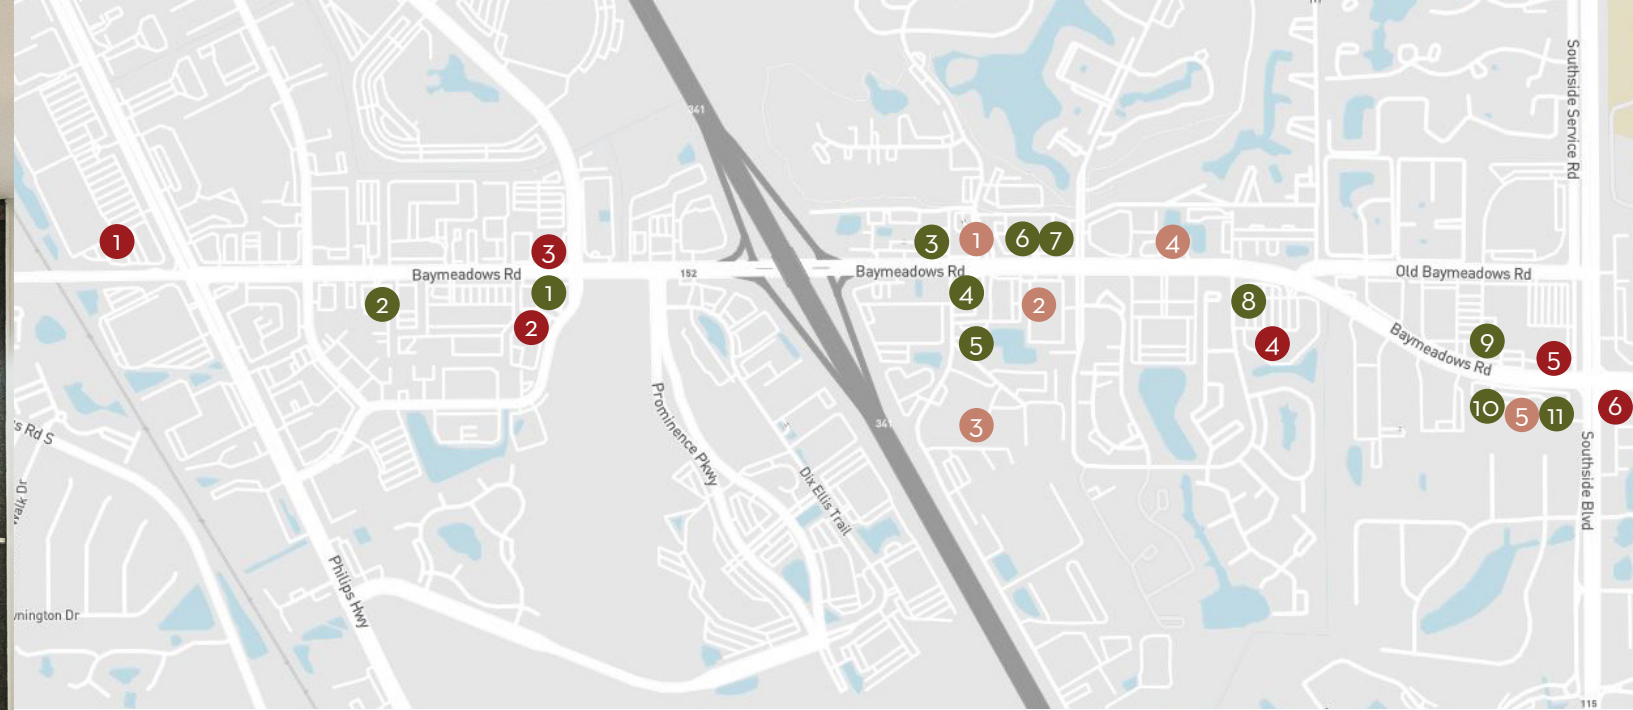 341
Southside Service Rd
1
3
3
1
6
7
4
Baymeadows Rd
152
Baymeadows Rd
Old Baymeadows Rd
2
1
2
4
2
5
8
4
Baymeadows Rd
9
5
Prominence Pkwy
3
341
10
5
11
6
s Rd S
Southside Blvd
Dix Ellis Trail
walk Dr
Philips Hwy
nington Dr
115